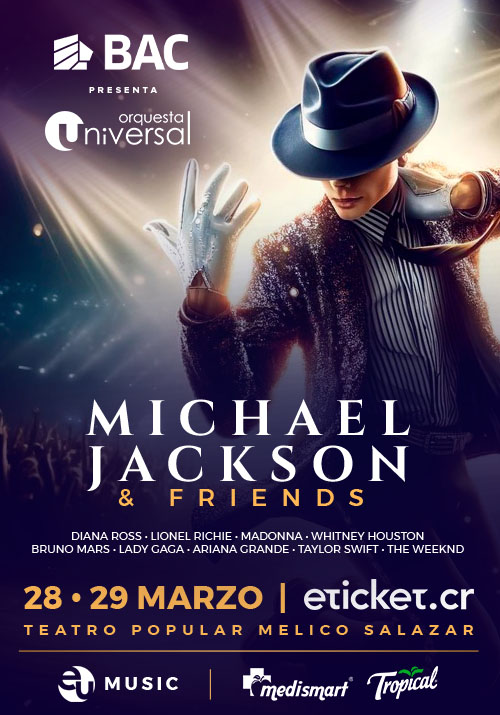 BAC
PRESENTA
orquesta
Universal
MICHAEL
JACKSON
& FRIENDS
DIANA ROSS • LIONEL RICHIE • MADONNA • WHITNEY HOUSTON
BRUNO MARS • LADY GAGA • ARIANA GRANDE • TAYLOR SWIFT • THE WEEKND
28 • 29 MARZO | eticket.cr
TEATRO POPULAR MELICO SALAZAR
eu MUSIC | medismart® Tropical